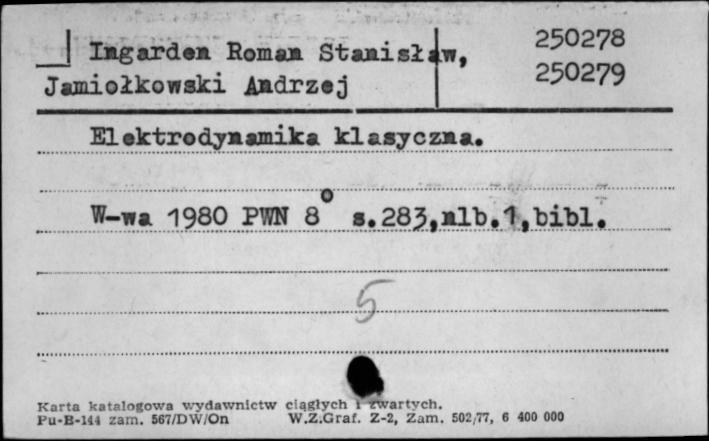 Ingarden Roman Stanisław, 250278
Jamiołkowski Andrzej 250279
Elektrodynamika klasyczna.
W-wa 1980 PWN 8° s.283,nlb.1,bibl.
5
Karta katalogowa wydawnictw ciągłych i zwartych.
Pu-B-144 zam. 567/DW/On W.Z.Graf. Z-2, Zam. 502/77, 6 400 000